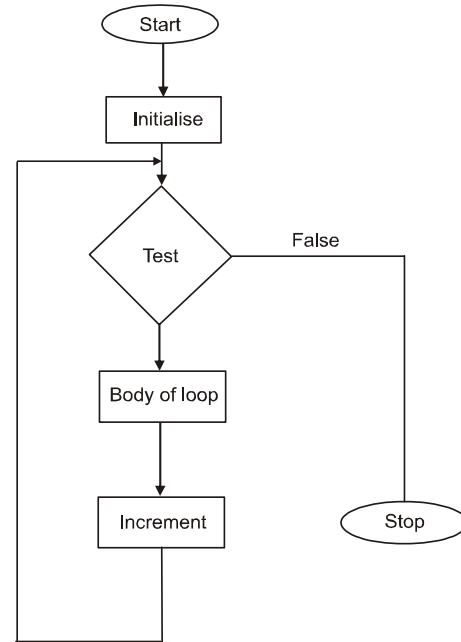 Start
Initialise
Test
False
Body of loop
Increment
Stop